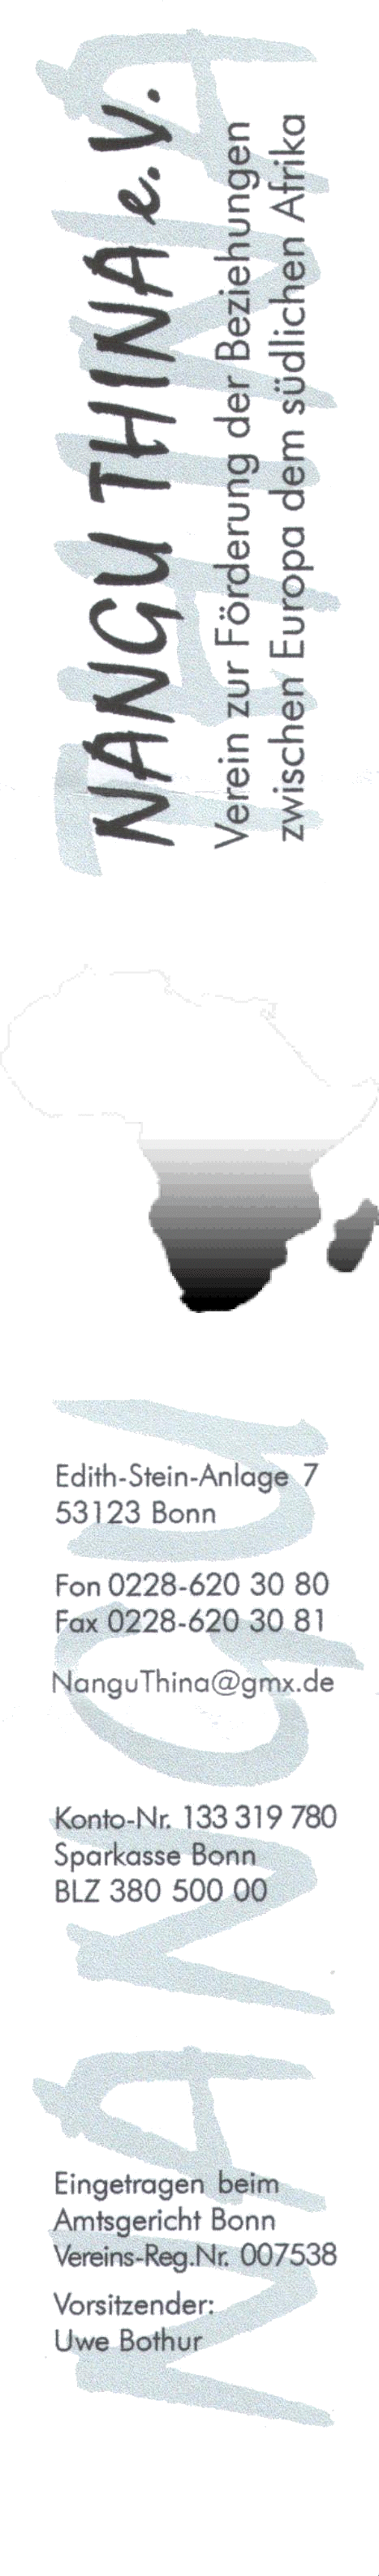 NANGU THINA e.V.
Verein zur Förderung der Beziehungen
zwischen Europa dem südlichen Afrika
NANGU THINA
Edith-Stein-Anlage 7
53123 Bonn
Fon 0228-620 30 80
Fax 0228-620 30 81
NanguThina@gmx.de
Konto-Nr. 133 319 780
Sparkasse Bonn
BLZ 380 500 00
Eingetragen beim
Amtsgericht Bonn
Vereins-Reg.Nr. 007538
Vorsitzender:
Uwe Bothur